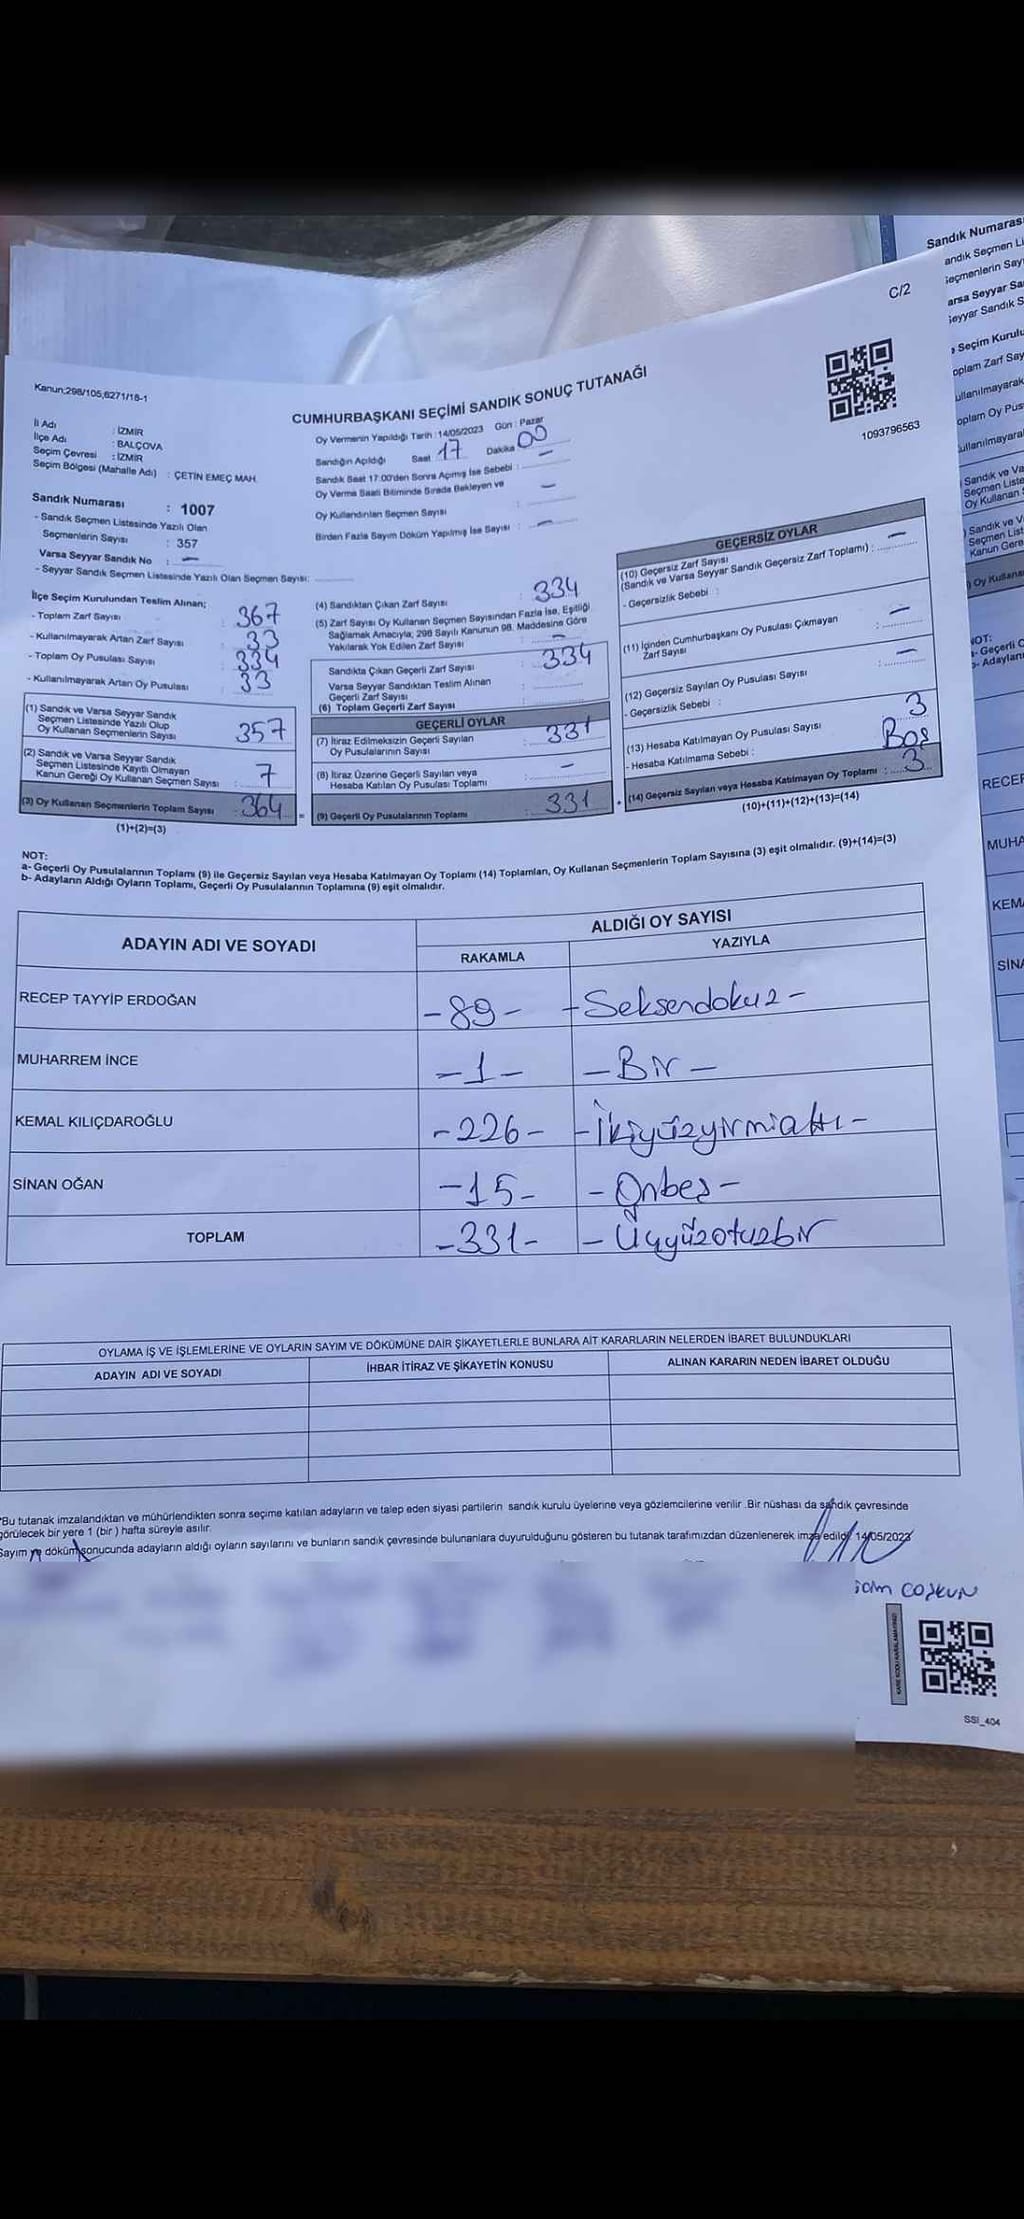 C/2
Kanun;298/105,6271/16-1
CUMHURBAŞKANI SEÇİMİ SANDIK SONUÇ TUTANAĞI
1093796563
İl Adı : İZMİR
İlçe Adı : BALÇOVA
Seçim Çevresi : İZMİR
Seçim Bölgesi (Mahalle Adı) : ÇETİN EMEÇ MAH.
Oy Vermenin Yapıldığı Tarih :14/05/2023 Gün : Pazar
Sandığın Açıldığı Saat 17 Dakika 00
Sandık Saat 17.00'den Sonra Açımış İse Sebebi : —
Oy Verme Saati Bitiminde Sırada Bekleyen ve
Oy Kullandırılan Seçmen Sayısı —
Birden Fazla Sayım Döküm Yapılmış İse Sayısı : —
Sandık Numarası : 1007
- Sandık Seçmen Listesinde Yazılı Olan
Seçmenlerin Sayısı : 357
Varsa Seyyar Sandık No : —
- Seyyar Sandık Seçmen Listesinde Yazılı Olan Seçmen Sayısı:
İlçe Seçim Kurulundan Teslim Alınan;
- Toplam Zarf Sayısı : 367
- Kullanılmayarak Artan Zarf Sayısı : 33
- Toplam Oy Pusulası Sayısı : 334
- Kullanılmayarak Artan Oy Pusulası : 33
(1) Sandık ve Varsa Seyyar Sandık
Seçmen Listesinde Yazılı Olup
Oy Kullanan Seçmenlerin Sayısı : 357
(2) Sandık ve Varsa Seyyar Sandık
Seçmen Listesinde Kayıtlı Olmayan
Kanun Gereği Oy Kullanan Seçmen Sayısı : 7
(3) Oy Kullanan Seçmenlerin Toplam Sayısı : 364
(1)+(2)=(3)
(4) Sandıktan Çıkan Zarf Sayısı : 334
(5) Zarf Sayısı Oy Kullanan Seçmen Sayısından Fazla İse, Eşitliği
Sağlamak Amacıyla, 298 Sayılı Kanunun 98. Maddesine Göre
Yakılarak Yok Edilen Zarf Sayısı : —
Sandıkta Çıkan Geçerli Zarf Sayısı : 334
Varsa Seyyar Sandıktan Teslim Alınan
Geçerli Zarf Sayısı :
(6) Toplam Geçerli Zarf Sayısı :
GEÇERLİ OYLAR
(7) İtiraz Edilmeksizin Geçerli Sayılan
Oy Pusulalarının Sayısı : 331
(8) İtiraz Üzerine Geçerli Sayılan veya
Hesaba Katılan Oy Pusulası Toplamı : —
(9) Geçerli Oy Pusulalarının Toplamı : 331
GEÇERSİZ OYLAR
(10) Geçersiz Zarf Sayısı
(Sandık ve Varsa Seyyar Sandık Geçersiz Zarf Toplamı) : —
- Geçersizlik Sebebi :
(11) İçinden Cumhurbaşkanı Oy Pusulası Çıkmayan
Zarf Sayısı : —
(12) Geçersiz Sayılan Oy Pusulası Sayısı : —
- Geçersizlik Sebebi :
(13) Hesaba Katılmayan Oy Pusulası Sayısı 3
- Hesaba Katılmama Sebebi : Boş
(14) Geçersiz Sayılan veya Hesaba Katılmayan Oy Toplamı : 3
(10)+(11)+(12)+(13)=(14)
NOT:
a- Geçerli Oy Pusulalarının Toplamı (9) ile Geçersiz Sayılan veya Hesaba Katılmayan Oy Toplamı (14) Toplamları, Oy Kullanan Seçmenlerin Toplam Sayısına (3) eşit olmalıdır. (9)+(14)=(3)
b- Adayların Aldığı Oyların Toplamı, Geçerli Oy Pusulalarının Toplamına (9) eşit olmalıdır.
ADAYIN ADI VE SOYADI
ALDIĞI OY SAYISI
RAKAMLA YAZIYLA
RECEP TAYYİP ERDOĞAN -89- -Seksendokuz-
MUHARREM İNCE -1- -Bir-
KEMAL KILIÇDAROĞLU -226- -İkiyüzyirmialtı-
SİNAN OĞAN -15- -Onbeş-
TOPLAM -331- -Üçyüzotuzbir
OYLAMA İŞ VE İŞLEMLERİNE VE OYLARIN SAYIM VE DÖKÜMÜNE DAİR ŞİKAYETLERLE BUNLARA AİT KARARLARIN NELERDEN İBARET BULUNDUKLARI
ADAYIN ADI VE SOYADI İHBAR İTİRAZ VE ŞİKAYETİN KONUSU ALINAN KARARIN NEDEN İBARET OLDUĞU
*Bu tutanak imzalandıktan ve mühürlendikten sonra seçime katılan adayların ve talep eden siyasi partilerin sandık kurulu üyelerine veya gözlemcilerine verilir .Bir nüshası da sandık çevresinde
görülecek bir yere 1 (bir ) hafta süreyle asılır.
Sayım ve döküm sonucunda adayların aldığı oyların sayılarını ve bunların sandık çevresinde bulunanlara duyurulduğunu gösteren bu tutanak tarafımızdan düzenlenerek imza edildi. 14/05/2023
COŞKUN
SSI_404
Sandık Numarası
Sandık Seçmen Li
Seçmenlerin Say
Varsa Seyyar Sa
Seyyar Sandık S
Seçim Kurulu
oplam Zarf Say
ullanılmayarak
oplam Oy Pus
ullanılmayara
Sandık ve Va
Seçmen Liste
Oy Kullanan
Sandık ve V
Seçmen List
Kanun Gere
) Oy Kullana
NOT:
a- Geçerli O
b- Adayların
RECEP
MUHA
KEMA
SİNA